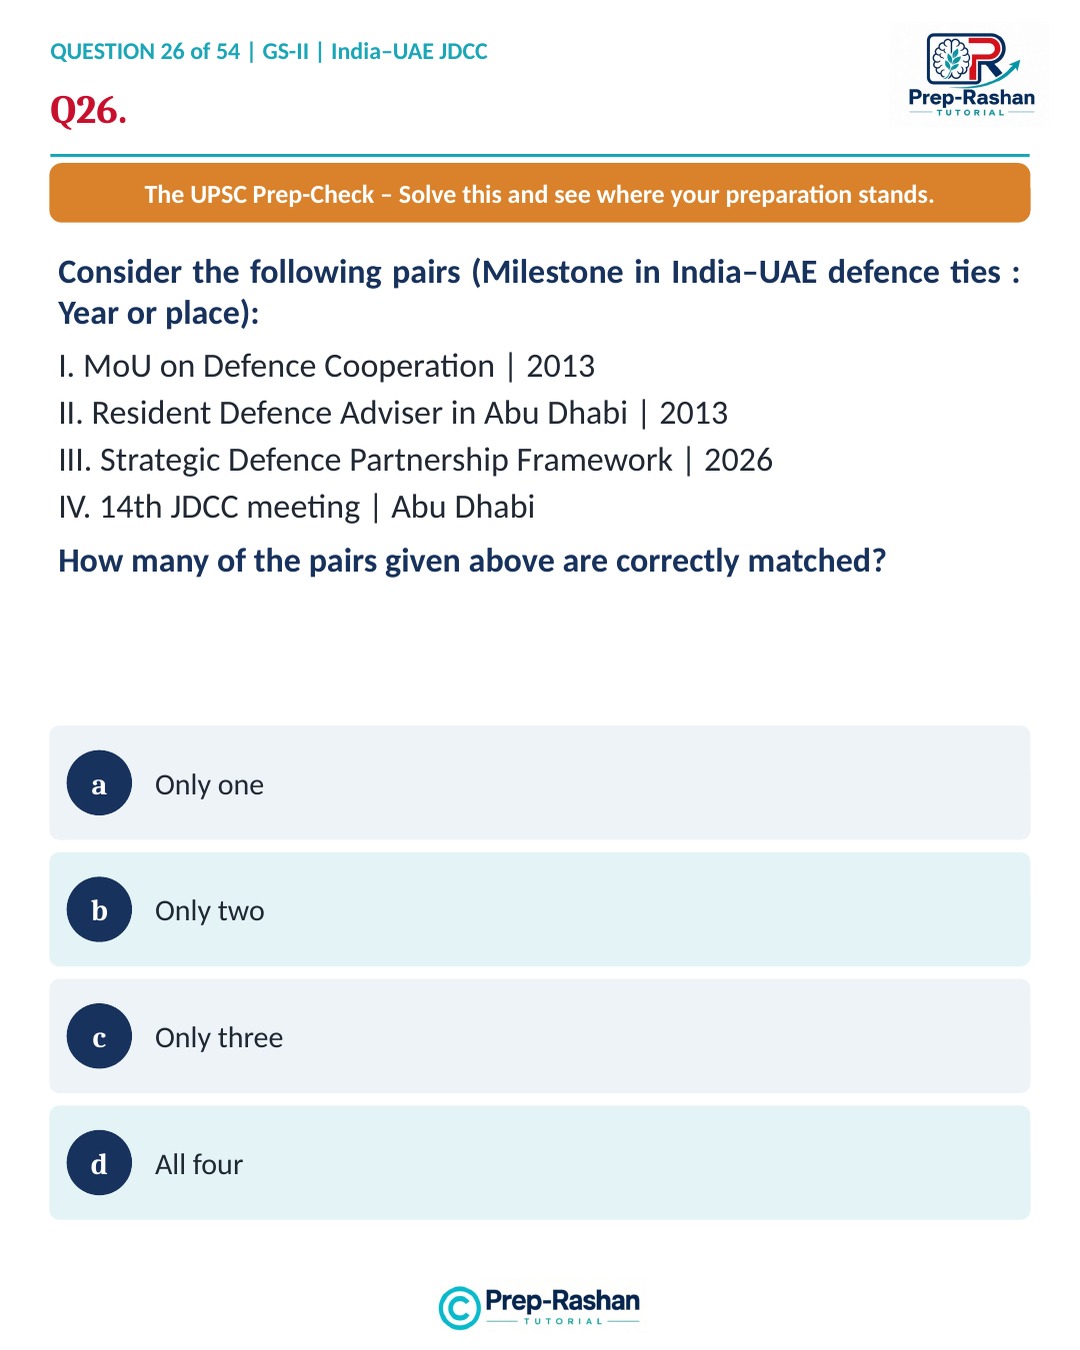 QUESTION 26 of 54 | GS-II | India–UAE JDCC
Q26.
R
Prep-Rashan
TUTORIAL
The UPSC Prep-Check – Solve this and see where your preparation stands.
Consider the following pairs (Milestone in India–UAE defence ties :
Year or place):
I. MoU on Defence Cooperation | 2013
II. Resident Defence Adviser in Abu Dhabi | 2013
III. Strategic Defence Partnership Framework | 2026
IV. 14th JDCC meeting | Abu Dhabi
How many of the pairs given above are correctly matched?
a Only one
b Only two
c Only three
d All four
© Prep-Rashan
TUTORIAL